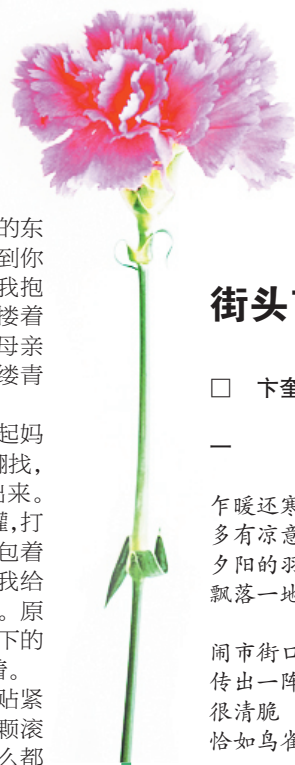 的东
到你
我抱
搂着
母亲
缕青
起妈
翻找,
出来。
罐,打
包着
我给
。原
下的
着。
贴紧
颗滚
么都
街头
□ 卞奎
一
乍暖还寒
多有凉意
夕阳的羽
飘落一地
闹市街口
传出一阵
很清脆
恰如鸟雀